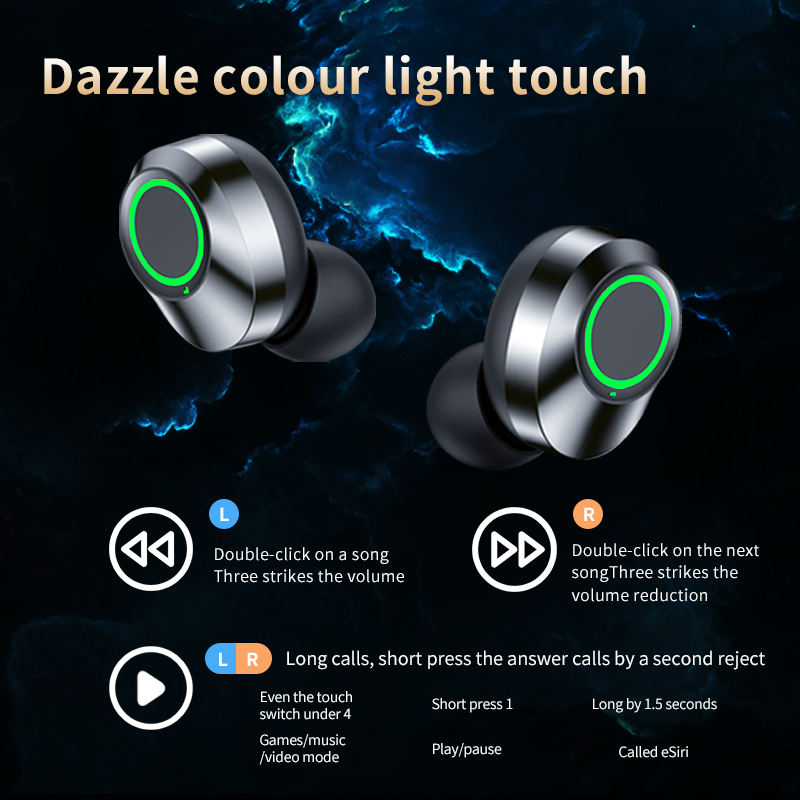 Dazzle colour light touch
L
Double-click on a song
Three strikes the volume
R
Double-click on the next
songThree strikes the
volume reduction
L R
Long calls, short press the answer calls by a second reject
Even the touch
switch under 4
Short press 1
Long by 1.5 seconds
Games/music
/video mode
Play/pause
Called eSiri